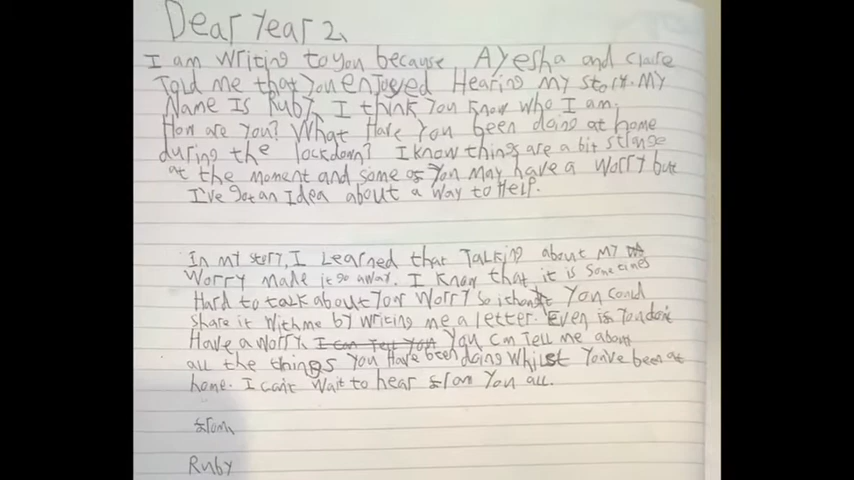 Dear Year 2,
I am writing to you because, Ayesha and Claire
Told me that you enjoyed Hearing my story. My
Name Is Ruby, I think you know who I am.
How are you? What Have you been doing at home
during the lockdown? I know things are a bit strange
at the moment and some of you may have a worry but
I've got an Idea about a way to Help.
In my story, I Learned that Talking about my
Worry made it go away. I know that it is sometimes
Hard to talk about your worry so i thought you could
share it with me by writing me a letter. Even if you don't
Have a worry. I can Tell you you can Tell me about
all the things you Have been doing whilst you've been at
home. I can't wait to hear from you all.
from,
Ruby